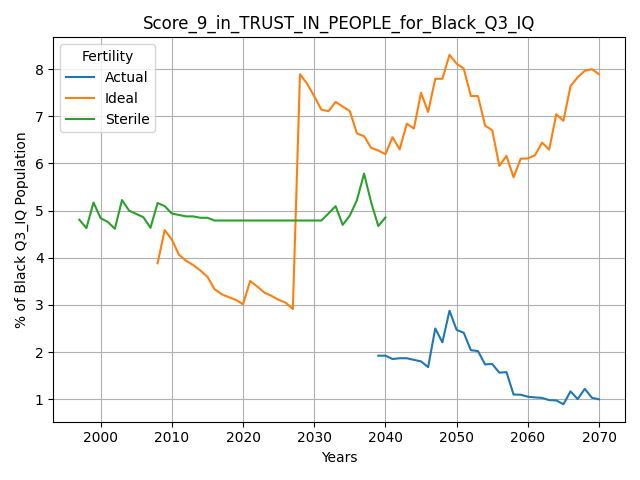 Score_9_in_TRUST_IN_PEOPLE_for_Black_Q3_IQ
Fertility
Actual
Ideal
Sterile
% of Black Q3_IQ Population
8
7
6
5
4
3
2
1
2000 2010 2020 2030 2040 2050 2060 2070
Years